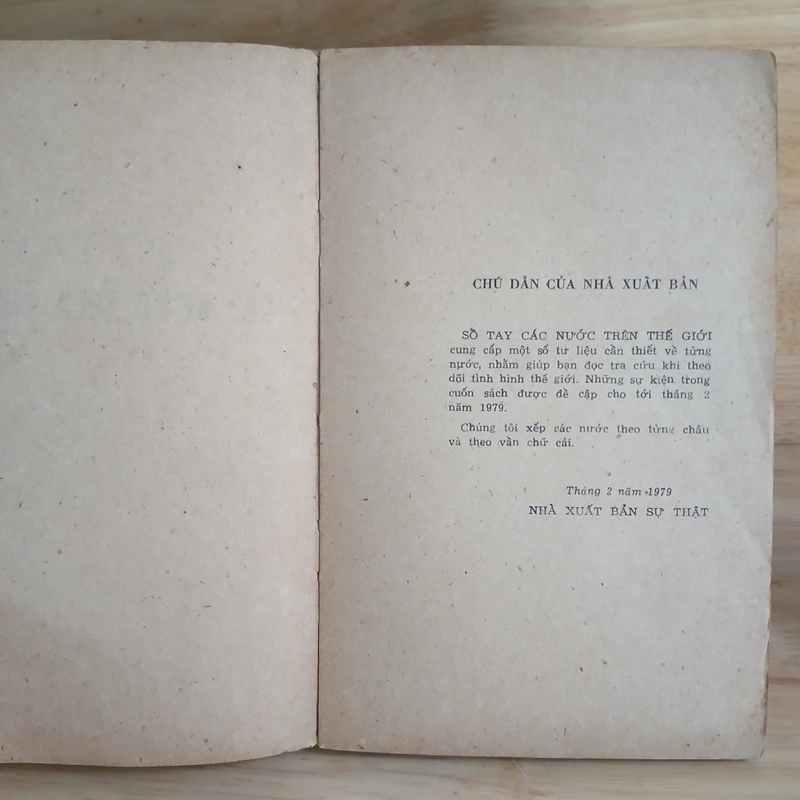 CHÚ DẪN CỦA NHÀ XUẤT BẢN
SỔ TAY CÁC NƯỚC TRÊN THẾ GIỚI
cung cấp một số tư liệu cần thiết về từng
nước, nhằm giúp bạn đọc tra cứu khi theo
dõi tình hình thế giới. Những sự kiện trong
cuốn sách được đề cập cho tới tháng 2
năm 1979.
Chúng tôi xếp các nước theo từng châu
và theo vần chữ cái.
Tháng 2 năm 1979
NHÀ XUẤT BẢN SỰ THẬT